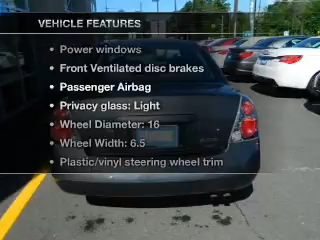 VEHICLE FEATURES
• Power windows
• Front Ventilated disc brakes
• Passenger Airbag
• Privacy glass: Light
• Wheel Diameter: 16
• Wheel Width: 6.5
• Plastic/vinyl steering wheel trim